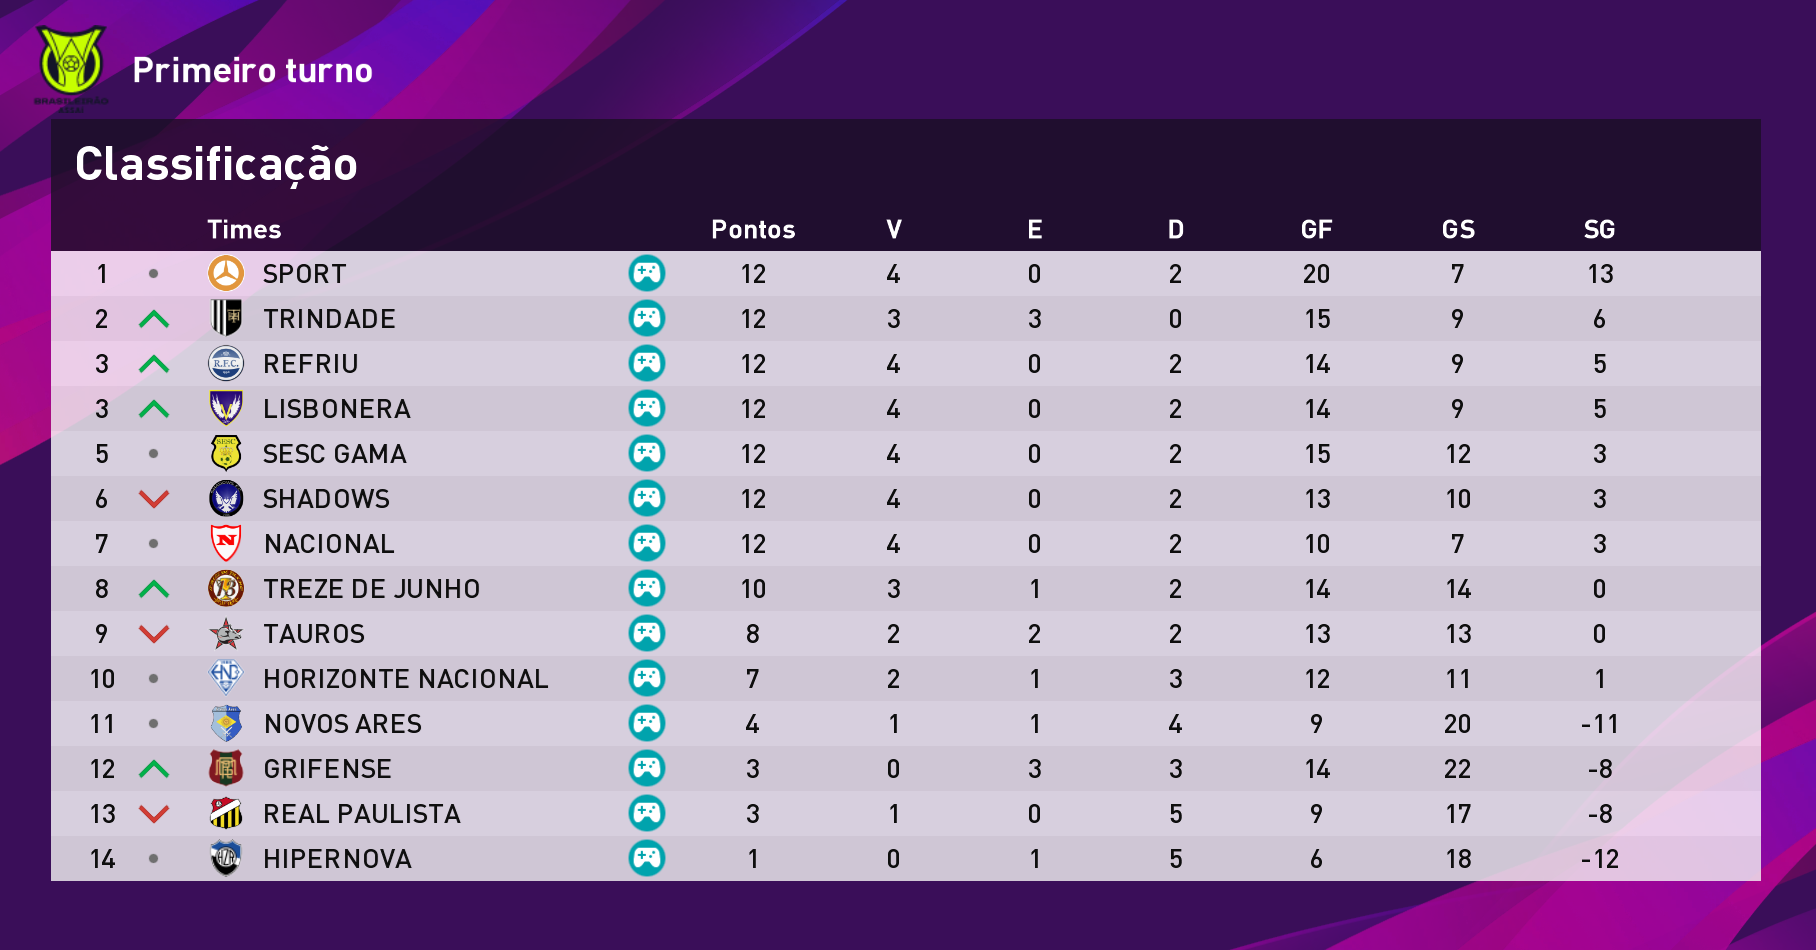 Primeiro turno
BRASILEIRÃO
Classificação
Times Pontos V E D GF GS SG
1 SPORT 12 4 0 2 20 7 13
2 TRINDADE 12 3 3 0 15 9 6
3 R.F.C. REFRIU 12 4 0 2 14 9 5
3 LISBONERA 12 4 0 2 14 9 5
5 SESC SESC GAMA 12 4 0 2 15 12 3
6 SHADOWS 12 4 0 2 13 10 3
7 N NACIONAL 12 4 0 2 10 7 3
8 13 TREZE DE JUNHO 10 3 1 2 14 14 0
9 TAUROS 8 2 2 2 13 13 0
10 HNC HORIZONTE NACIONAL 7 2 1 3 12 11 1
11 NOVOS ARES 4 1 1 4 9 20 -11
12 GRIFENSE 3 0 3 3 14 22 -8
13 REAL PAULISTA 3 1 0 5 9 17 -8
14 HIPERNOVA 1 0 1 5 6 18 -12